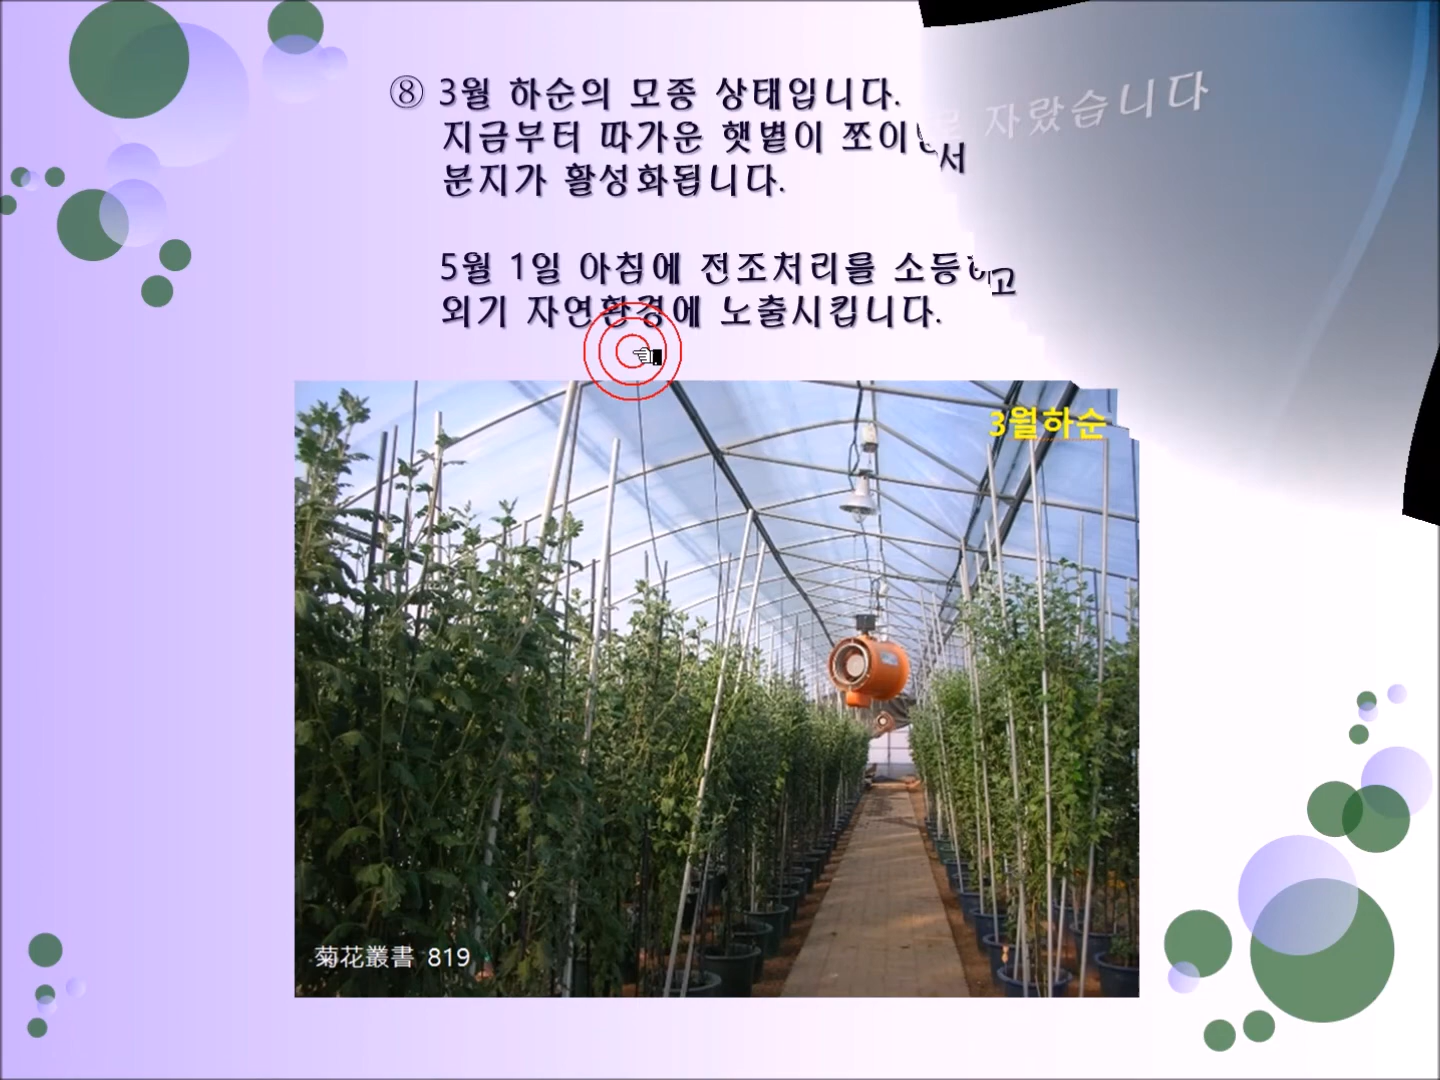 ⑧ 3월 하순의 모종 상태입니다.
지금부터 따가운 햇볕이 쪼이면서
분지가 활성화됩니다.
5월 1일 아침에 전조처리를 소등하고
외기 자연환경에 노출시킵니다.
자랐습니다
3월하순
菊花叢書 819